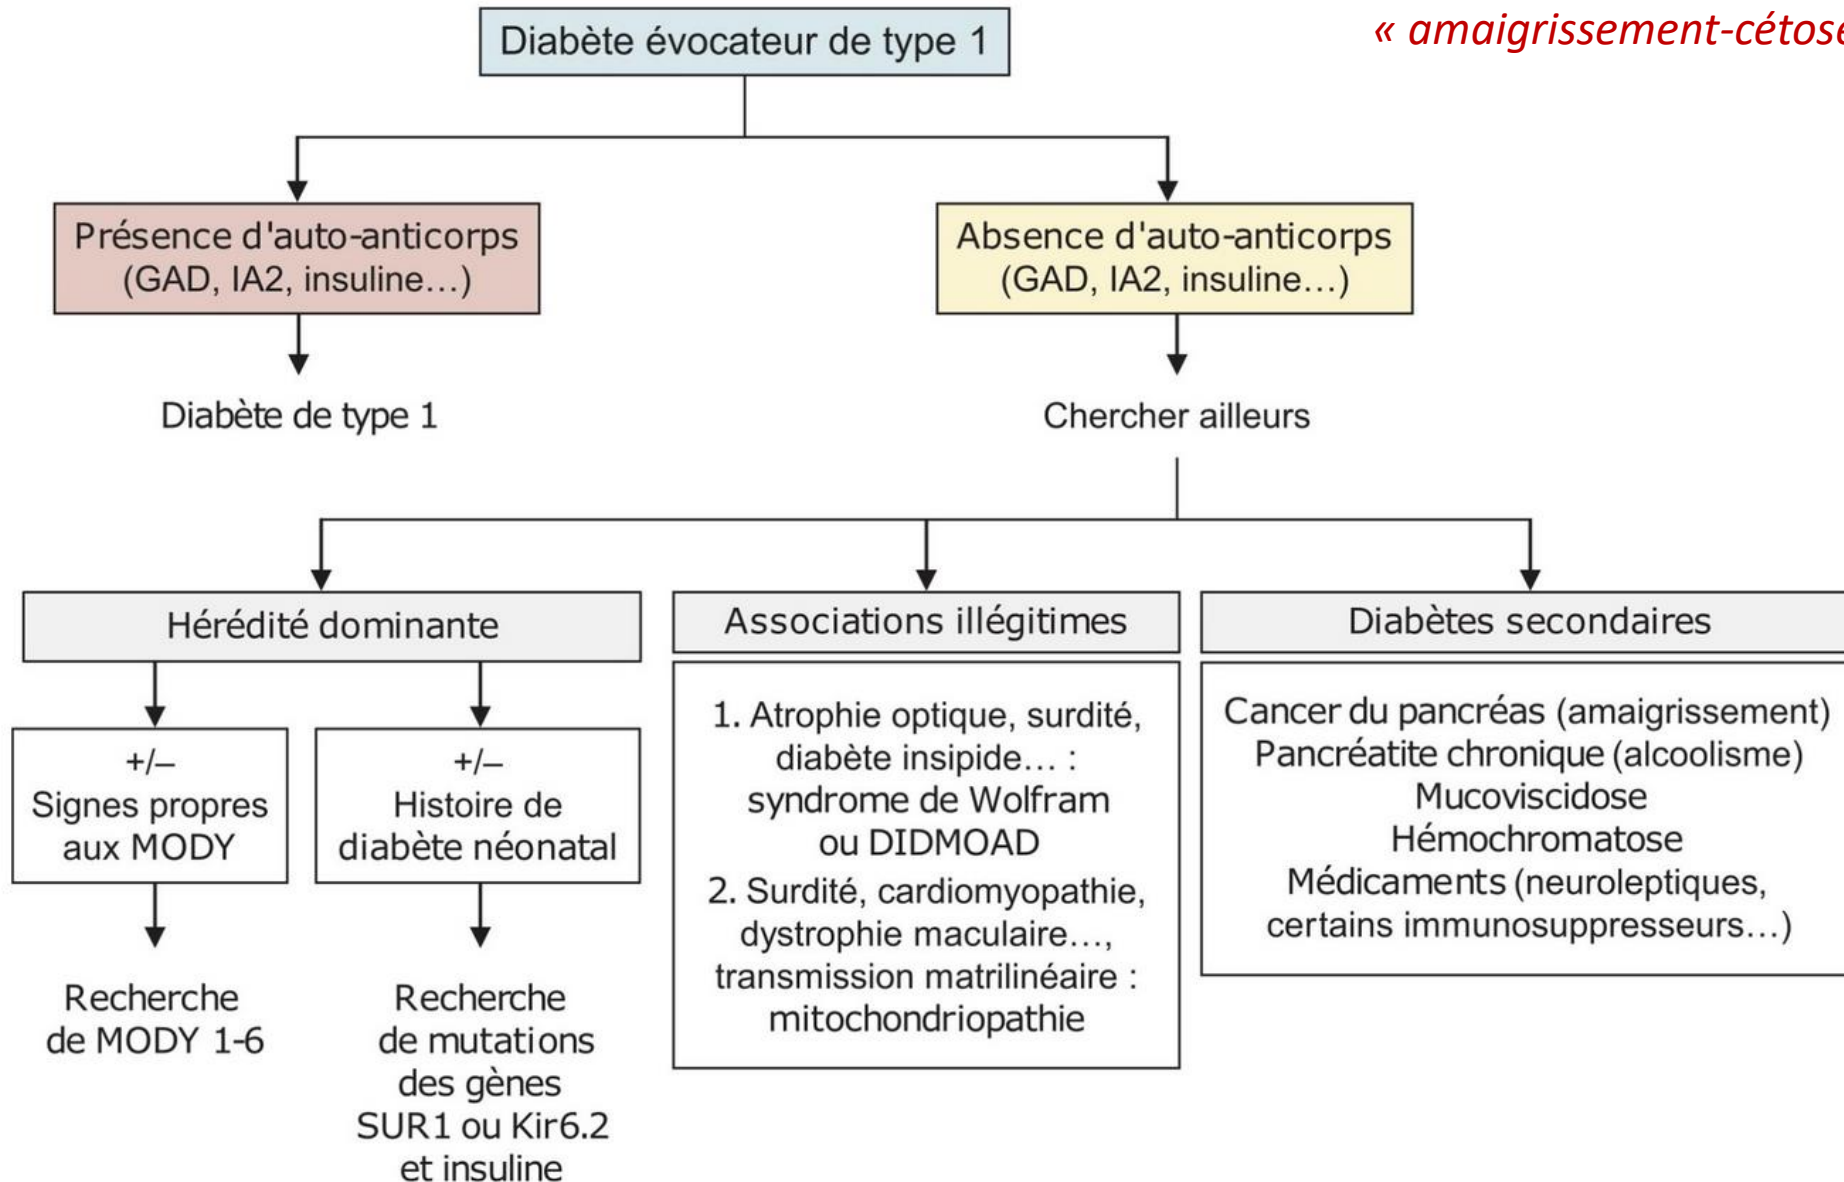 Diabète évocateur de type 1
« amaigrissement-cétose
Présence d'auto-anticorps
(GAD, IA2, insuline…)
Absence d'auto-anticorps
(GAD, IA2, insuline…)
Diabète de type 1
Chercher ailleurs
Hérédité dominante
Associations illégitimes
Diabètes secondaires
+/–
Signes propres
aux MODY
+/–
Histoire de
diabète néonatal
1. Atrophie optique, surdité,
diabète insipide… :
syndrome de Wolfram
ou DIDMOAD
2. Surdité, cardiomyopathie,
dystrophie maculaire…,
transmission matrilinéaire :
mitochondriopathie
Cancer du pancréas (amaigrissement)
Pancréatite chronique (alcoolisme)
Mucoviscidose
Hémochromatose
Médicaments (neuroleptiques,
certains immunosuppresseurs…)
Recherche
de MODY 1-6
Recherche
de mutations
des gènes
SUR1 ou Kir6.2
et insuline